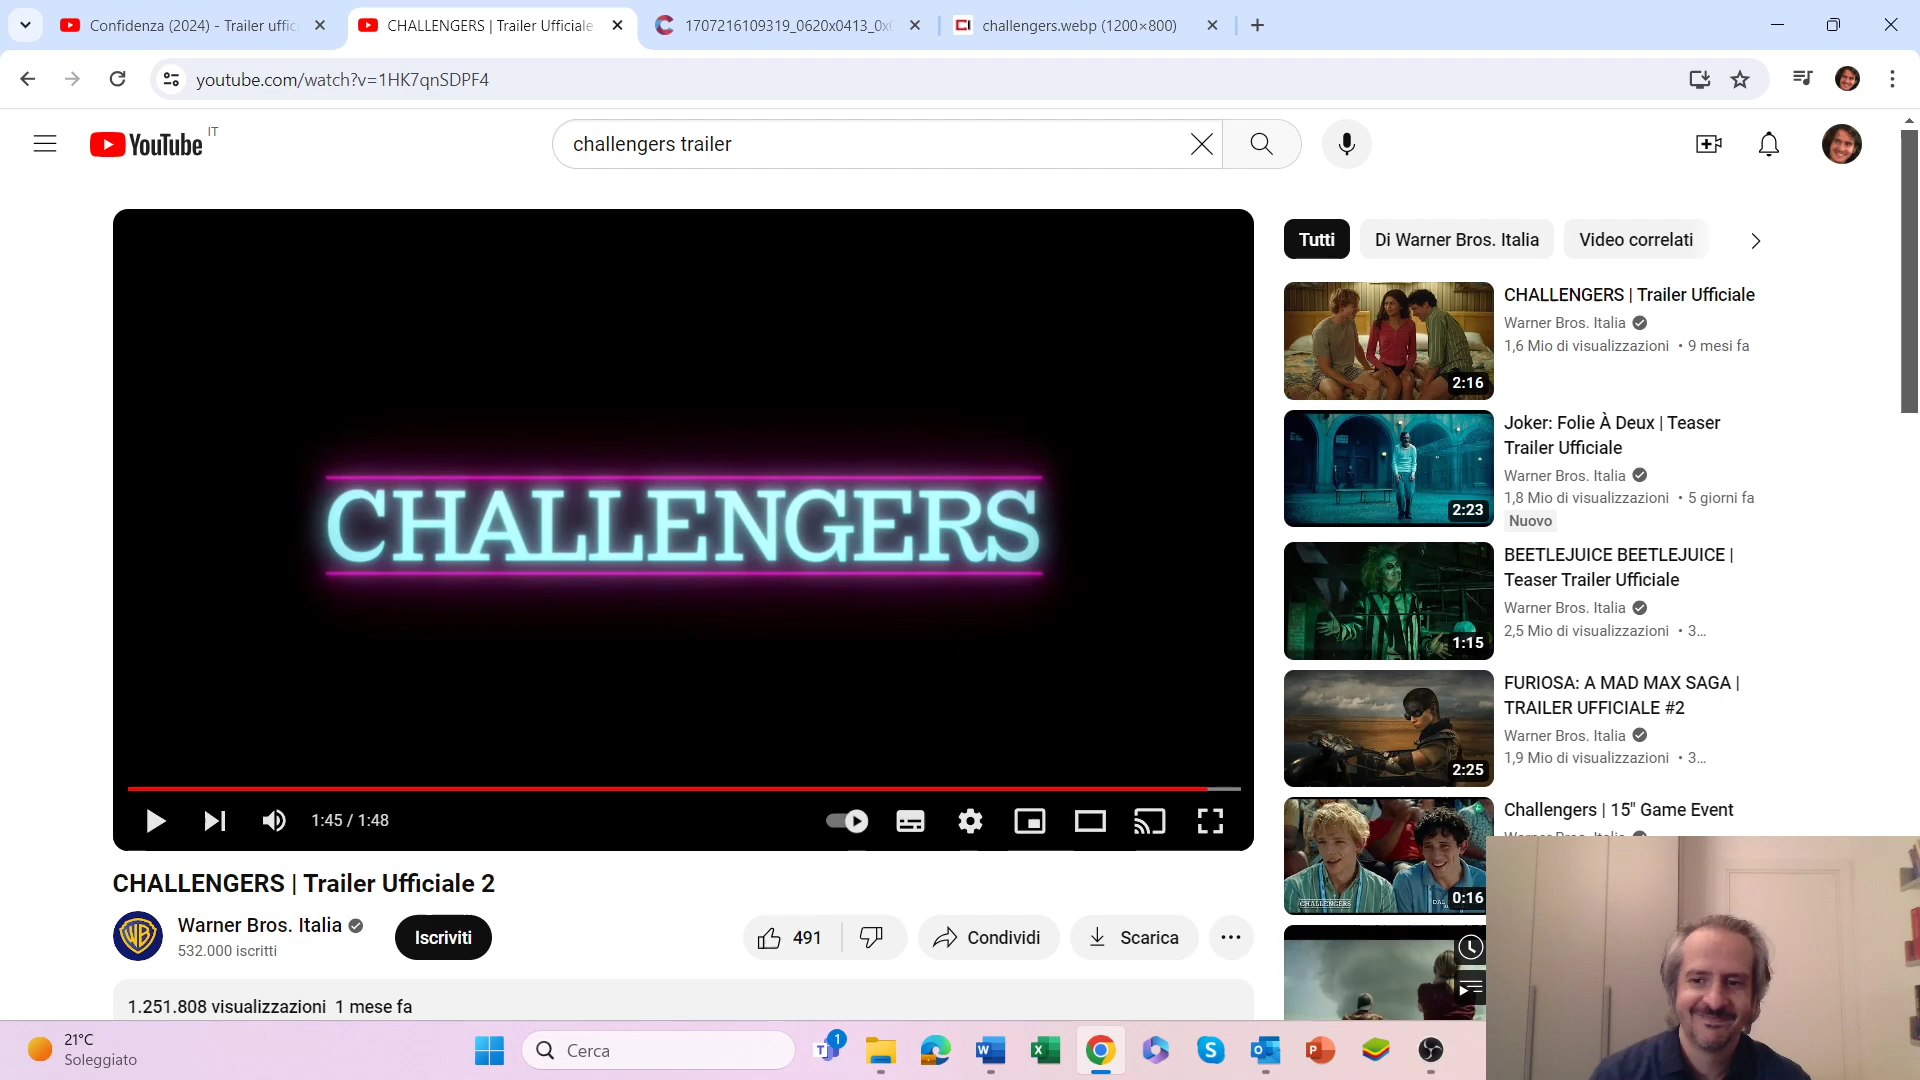 Confidenza (2024) - Trailer uffic
CHALLENGERS | Trailer Ufficiale
1707216109319_0620x0413_0x0
challengers.webp (1200×800)
youtube.com/watch?v=1HK7qnSDPF4
YouTube
IT
challengers trailer
CHALLENGERS
1:45 / 1:48
CHALLENGERS | Trailer Ufficiale 2
WB
Warner Bros. Italia
532.000 iscritti
Iscriviti
491
Condividi
Scarica
1.251.808 visualizzazioni 1 mese fa
Tutti
Di Warner Bros. Italia
Video correlati
2:16
CHALLENGERS | Trailer Ufficiale
Warner Bros. Italia
1,6 Mio di visualizzazioni • 9 mesi fa
2:23
Joker: Folie À Deux | Teaser
Trailer Ufficiale
Warner Bros. Italia
1,8 Mio di visualizzazioni • 5 giorni fa
Nuovo
1:15
BEETLEJUICE BEETLEJUICE |
Teaser Trailer Ufficiale
Warner Bros. Italia
2,5 Mio di visualizzazioni • 3...
2:25
FURIOSA: A MAD MAX SAGA |
TRAILER UFFICIALE #2
Warner Bros. Italia
1,9 Mio di visualizzazioni • 3...
CHALLENGERS
0:16
Challengers | 15" Game Event
21°C
Soleggiato
Cerca
1